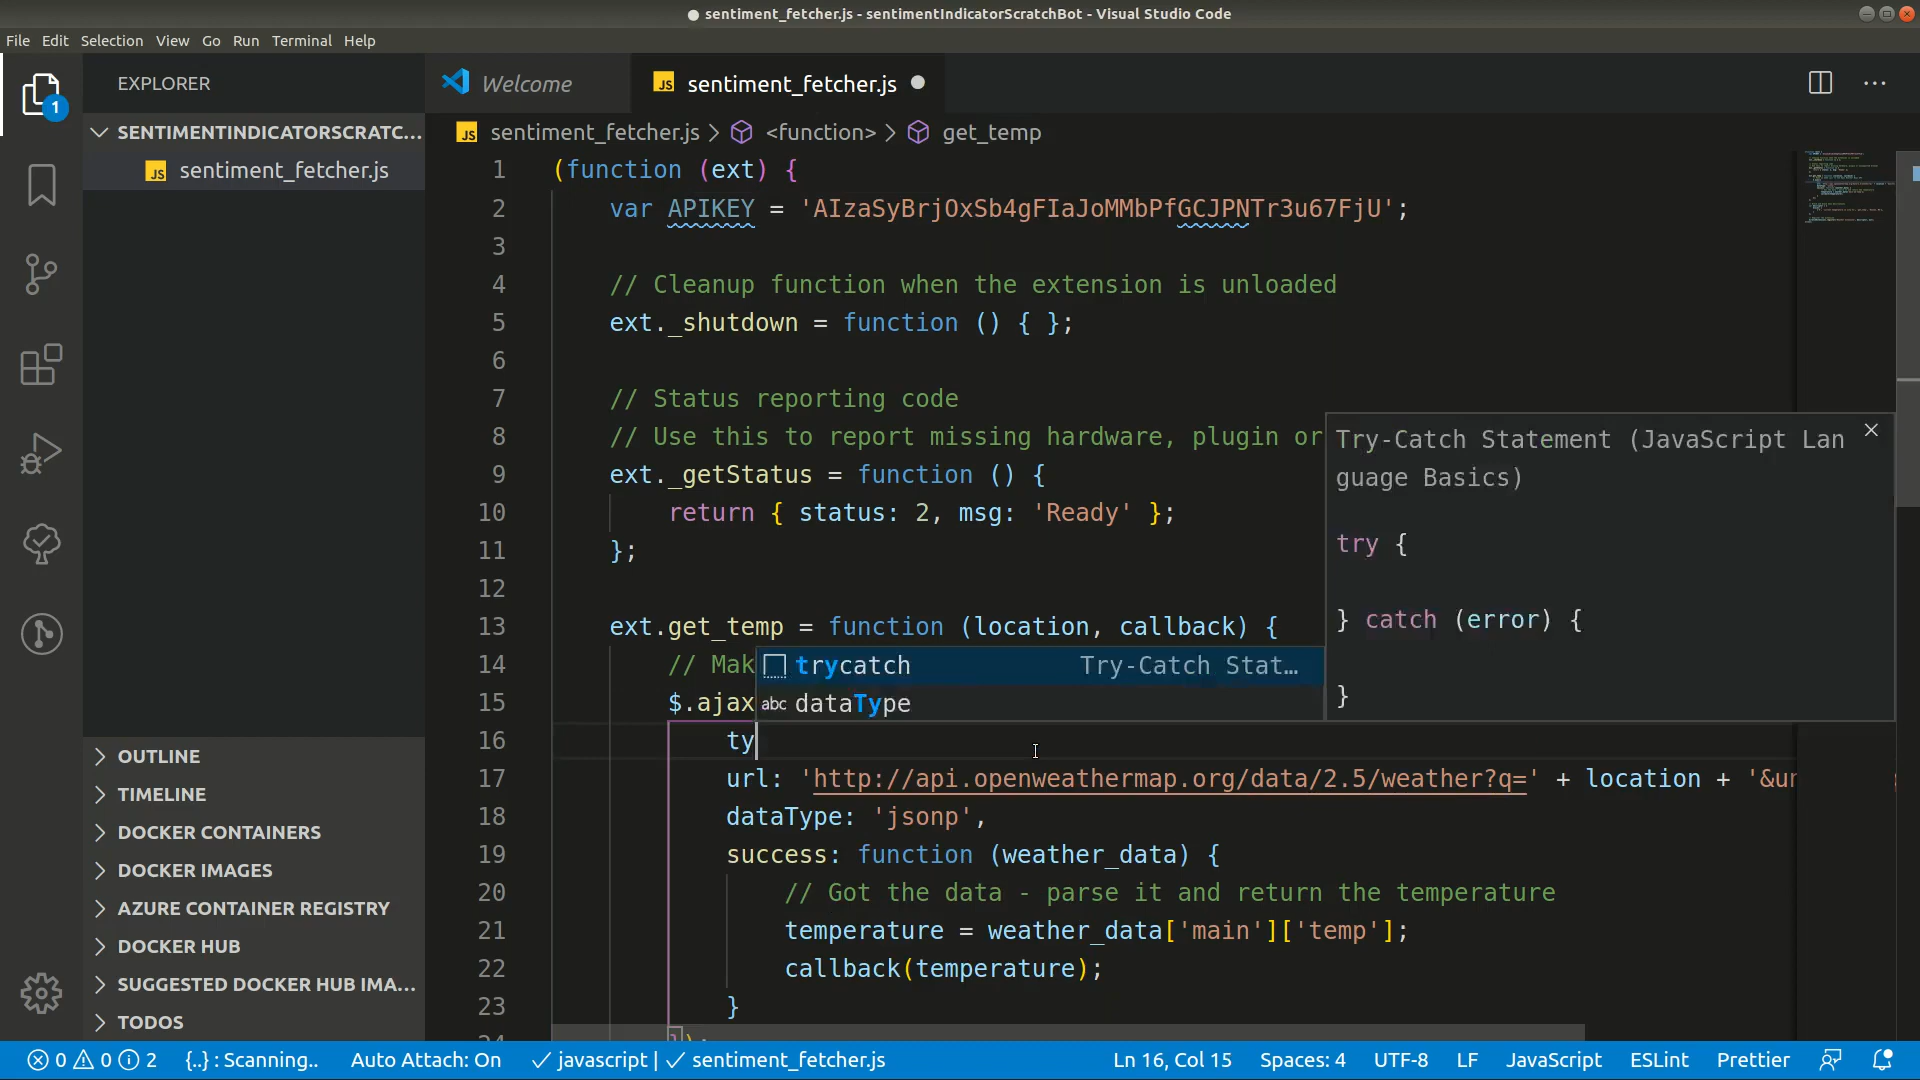 sentiment_fetcher.js - sentimentIndicatorScratchBot - Visual Studio Code
File Edit Selection View Go Run Terminal Help
EXPLORER
1
SENTIMENTINDICATORSCRATC...
JS sentiment_fetcher.js
Welcome
JS sentiment_fetcher.js
JS sentiment_fetcher.js > <function> > get_temp
1 (function (ext) {
2 var APIKEY = 'AIzaSyBrjOxSb4gFIaJoMMbPfGCJPNTr3u67FjU';
3
4 // Cleanup function when the extension is unloaded
5 ext._shutdown = function () { };
6
7 // Status reporting code
8 // Use this to report missing hardware, plugin or
9 ext._getStatus = function () {
10 return { status: 2, msg: 'Ready' };
11 };
12
13 ext.get_temp = function (location, callback) {
14 // Mak
15 $.ajax
16 ty
17 url: 'http://api.openweathermap.org/data/2.5/weather?q=' + location + '&un
18 dataType: 'jsonp',
19 success: function (weather_data) {
20 // Got the data - parse it and return the temperature
21 temperature = weather_data['main']['temp'];
22 callback(temperature);
23 }
24 });
trycatch Try-Catch Stat...
abc dataType
Try-Catch Statement (JavaScript Lan
guage Basics)
try {
} catch (error) {
}
OUTLINE
TIMELINE
DOCKER CONTAINERS
DOCKER IMAGES
AZURE CONTAINER REGISTRY
DOCKER HUB
SUGGESTED DOCKER HUB IMA...
TODOS
0 0 2 {..} : Scanning.. Auto Attach: On ✓ javascript | ✓ sentiment_fetcher.js Ln 16, Col 15 Spaces: 4 UTF-8 LF JavaScript ESLint Prettier